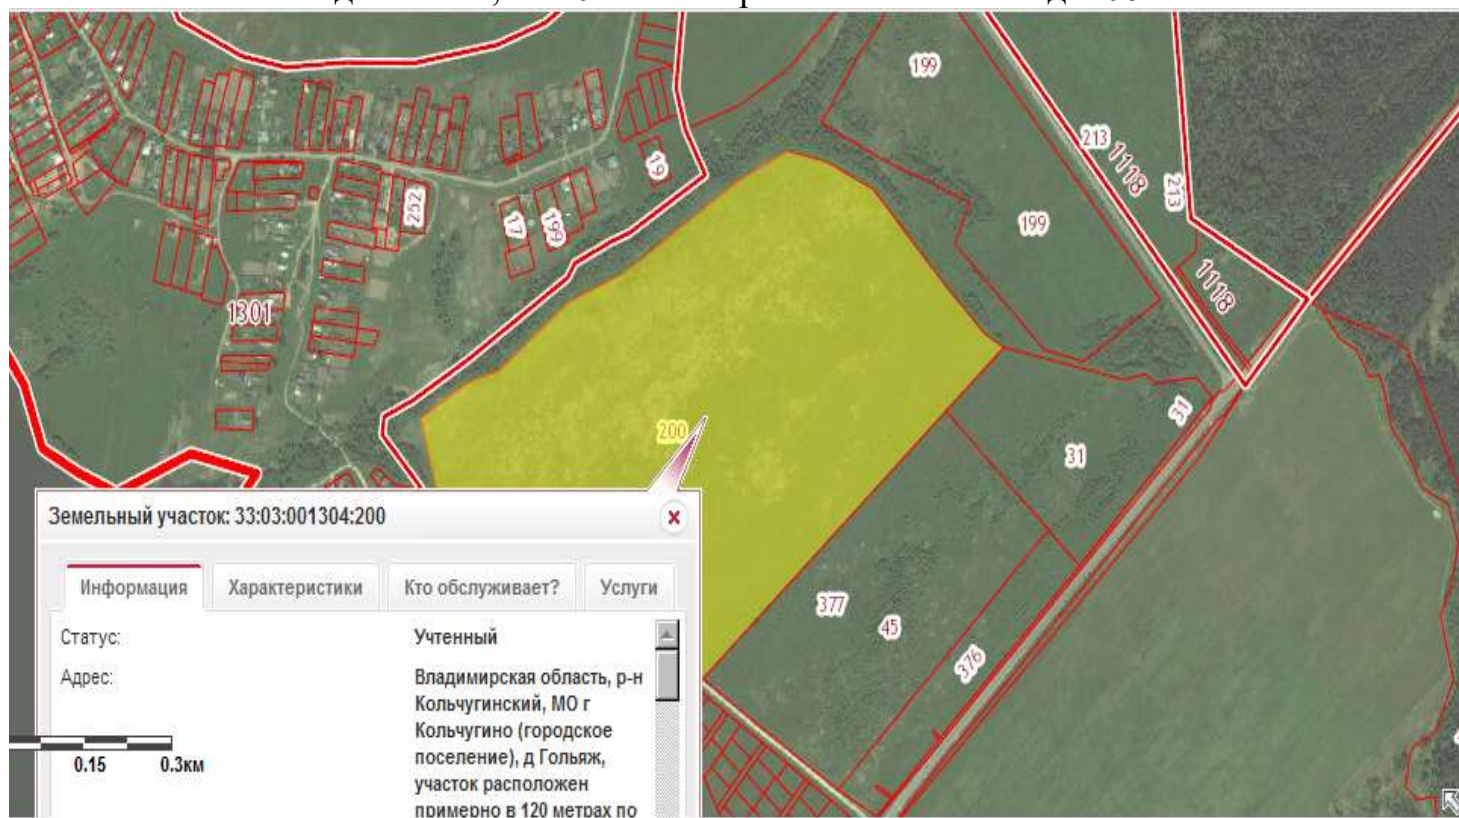 199
213
1118
213
19
252
17
199
199
1118
1301
200
31
31
Земельный участок: 33:03:001304:200
Информация Характеристики Кто обслуживает? Услуги
377
45
376
Статус: Учтенный
Адрес: Владимирская область, р-н
Кольчугинский, МО г
Кольчугино (городское
поселение), д Гольяж,
участок расположен
примерно в 120 метрах по
0.15 0.3км